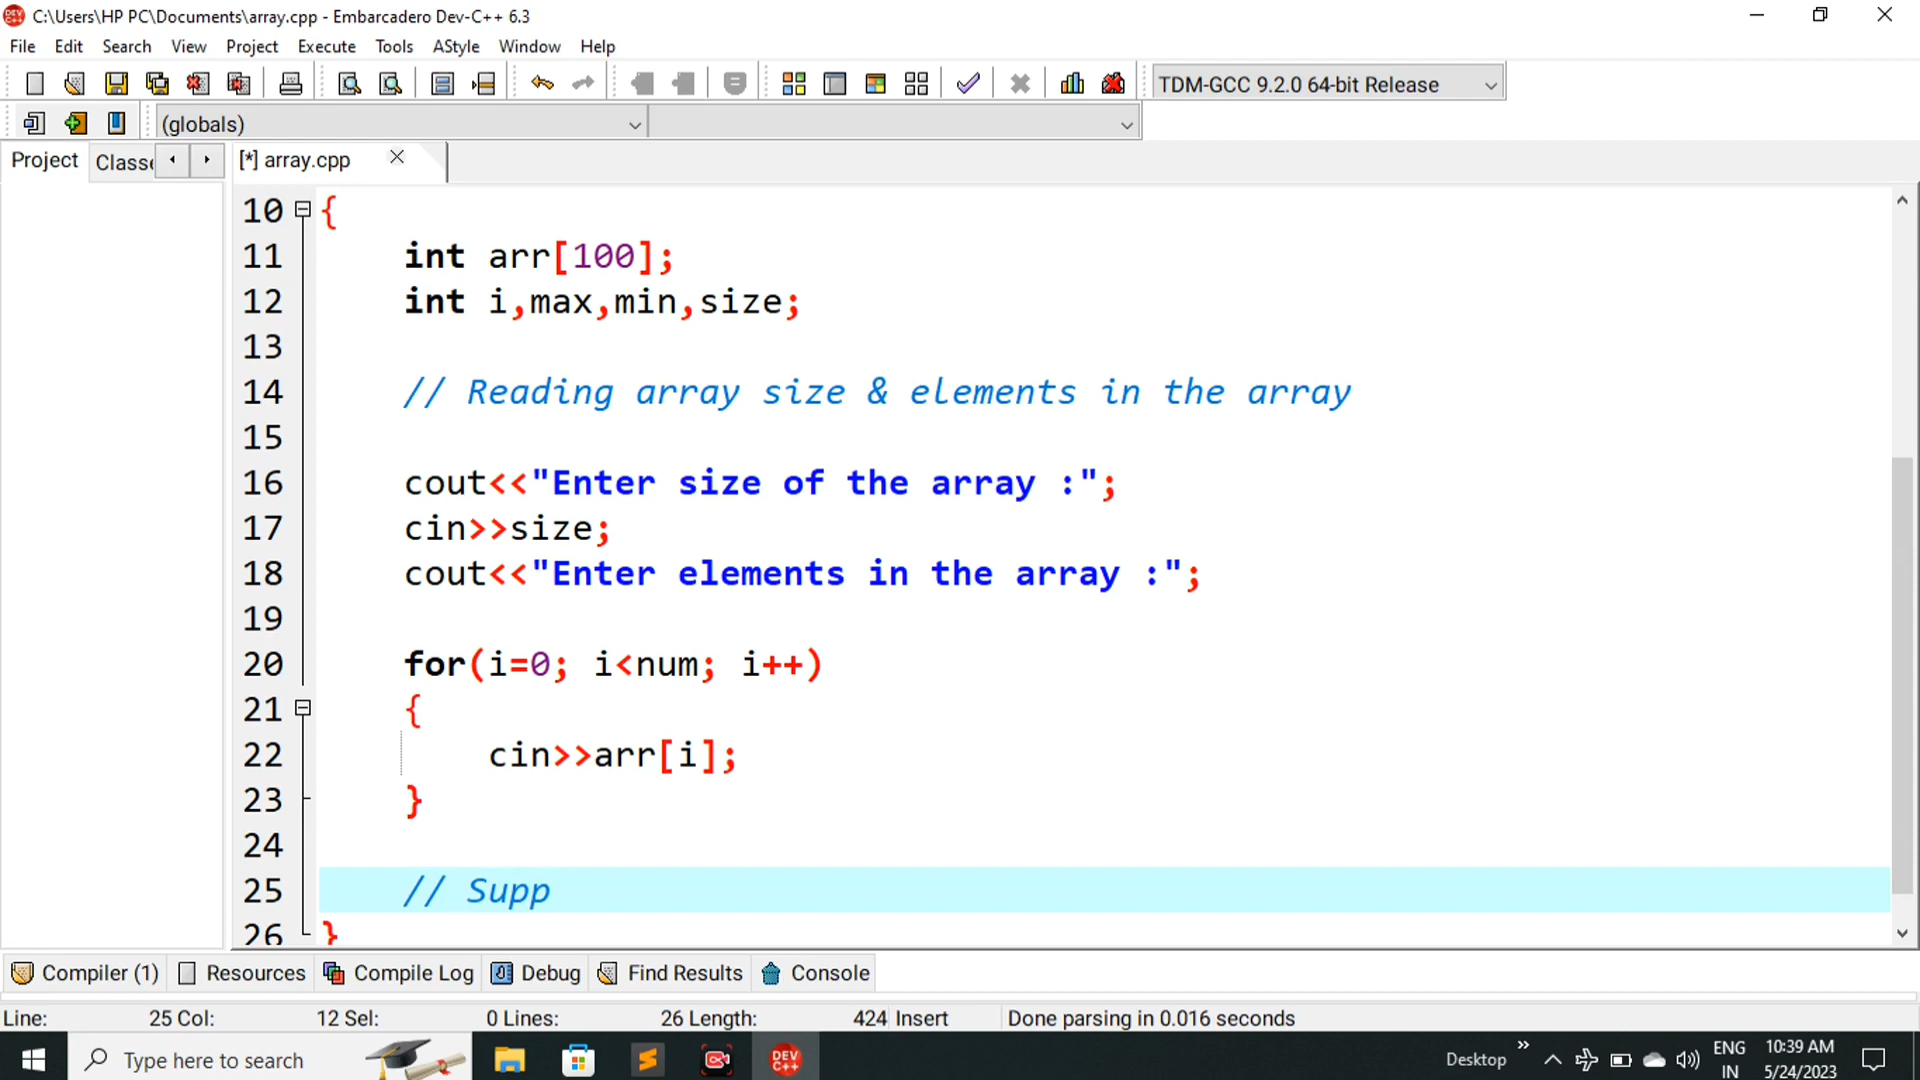 C:\Users\HP PC\Documents\array.cpp - Embarcadero Dev-C++ 6.3
File Edit Search View Project Execute Tools AStyle Window Help
TDM-GCC 9.2.0 64-bit Release
(globals)
Project Classe [*] array.cpp
10 {
11 int arr[100];
12 int i,max,min,size;
13
14 // Reading array size & elements in the array
15
16 cout<<"Enter size of the array :";
17 cin>>size;
18 cout<<"Enter elements in the array :";
19
20 for(i=0; i<num; i++)
21 {
22 cin>>arr[i];
23 }
24
25 // Supp
26 }
Compiler (1) Resources Compile Log Debug Find Results Console
Line: 25 Col: 12 Sel: 0 Lines: 26 Length: 424 Insert Done parsing in 0.016 seconds
Type here to search DEV C++ Desktop ENG 10:39 AM
IN 5/24/2023